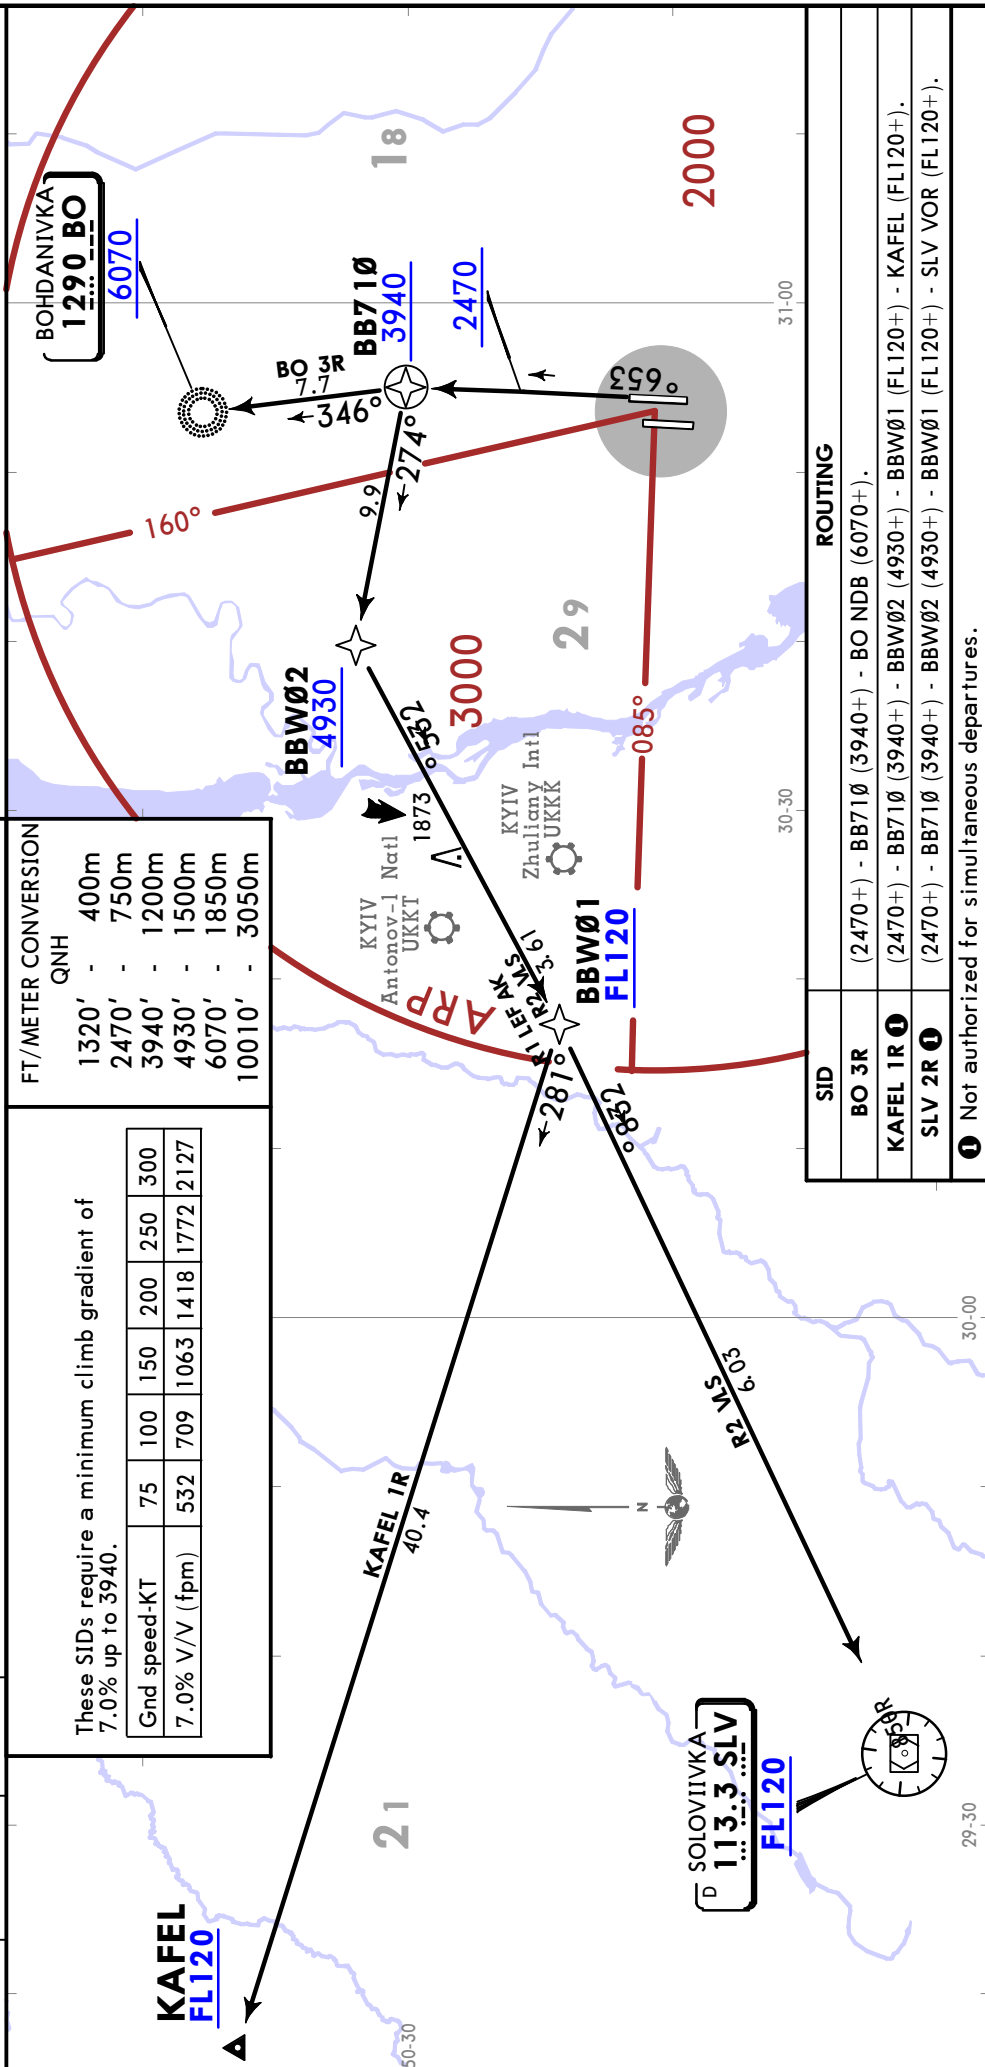 These SIDs require a minimum climb gradient of
7.0% up to 3940.
Gnd speed-KT 75 100 150 200 250 300
7.0% V/V (fpm) 532 709 1063 1418 1772 2127
FT/METER CONVERSION
QNH
1320' - 400m
2470' - 750m
3940' - 1200m
4930' - 1500m
6070' - 1850m
10010' - 3050m
BOHDANIVKA
1290 BO
6070
KAFEL
FL120
BO 3R
7.7
346°
BB71Ø
3940
2470
18
160°
274°
9.9
BBWØ2
4930
3000
29
2000
085°
1873
KYIV
Antonov-1 Natl
UKKT
KYIV
Zhuliany Intl
UKKK
ARP
BBWØ1
FL120
281°
KAFEL 1R
40.4
21
N
D SOLOVIIVKA
113.3 SLV
FL120
50-30
29-30
30-00
30-30
31-00
SID ROUTING
BO 3R (2470+) - BB71Ø (3940+) - BO NDB (6070+).
KAFEL 1R ❶ (2470+) - BB71Ø (3940+) - BBWØ2 (4930+) - BBWØ1 (FL120+) - KAFEL (FL120+).
SLV 2R ❶ (2470+) - BB71Ø (3940+) - BBWØ2 (4930+) - BBWØ1 (FL120+) - SLV VOR (FL120+).
❶ Not authorized for simultaneous departures.